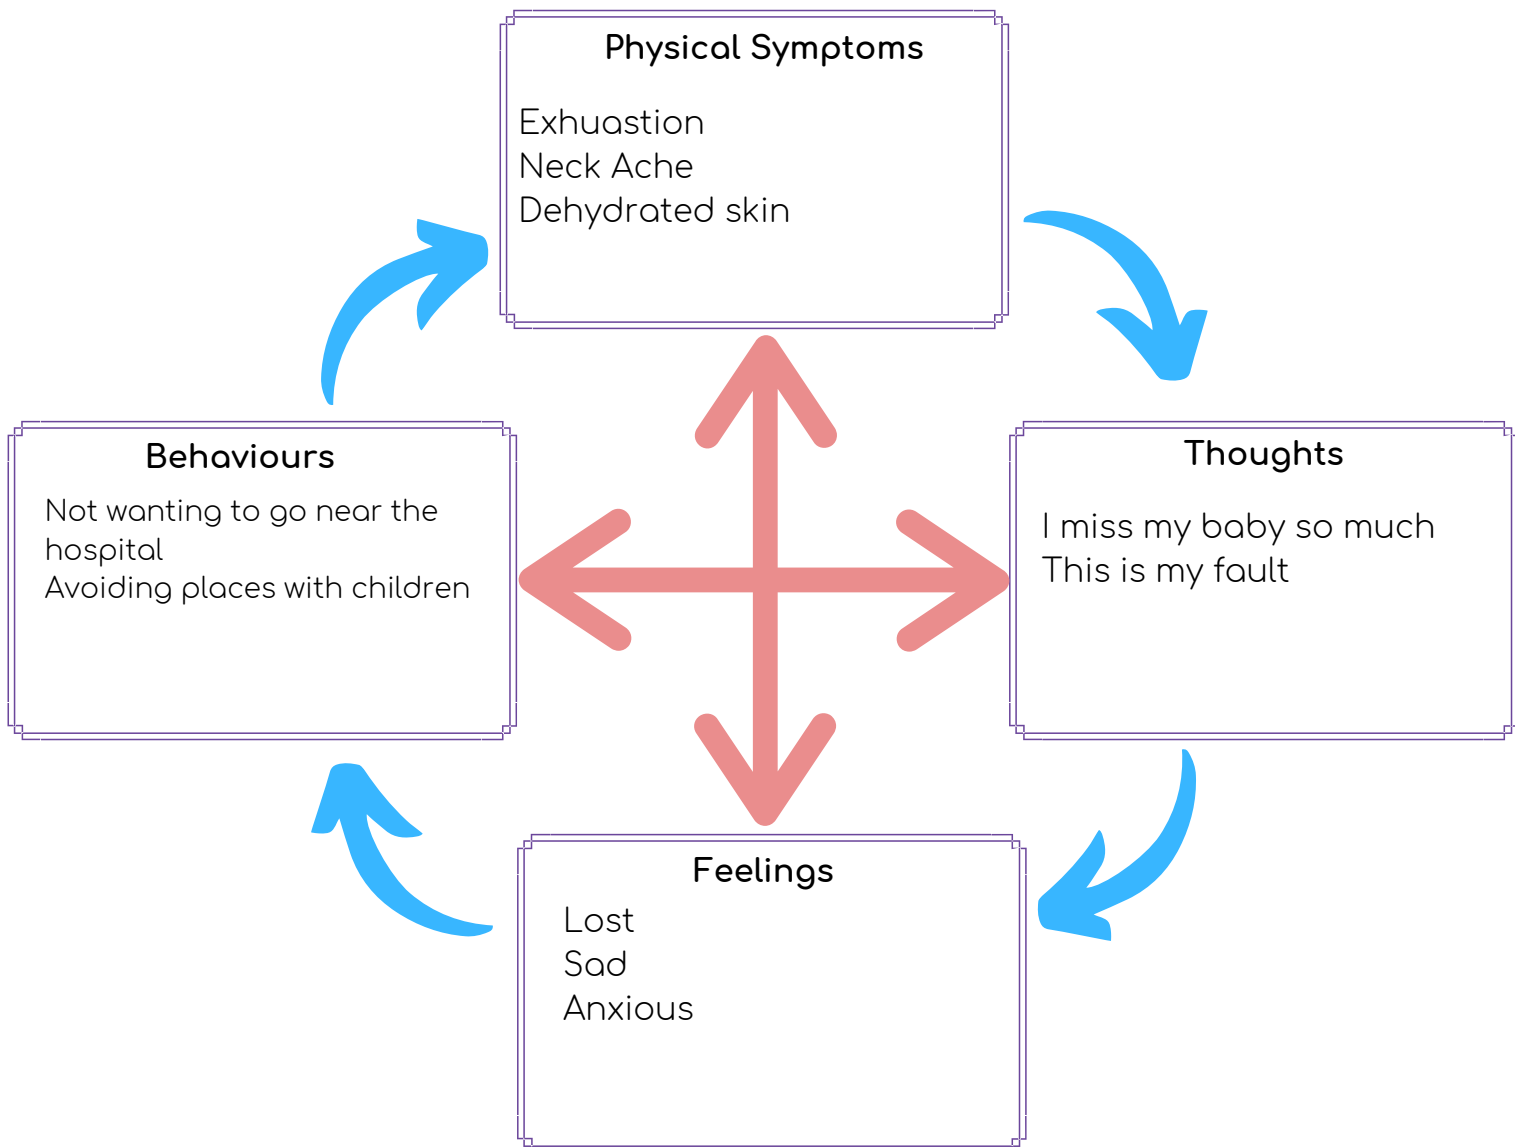 Physical Symptoms
Exhuastion
Neck Ache
Dehydrated skin
Behaviours
Not wanting to go near the
hospital
Avoiding places with children
Thoughts
I miss my baby so much
This is my fault
Feelings
Lost
Sad
Anxious